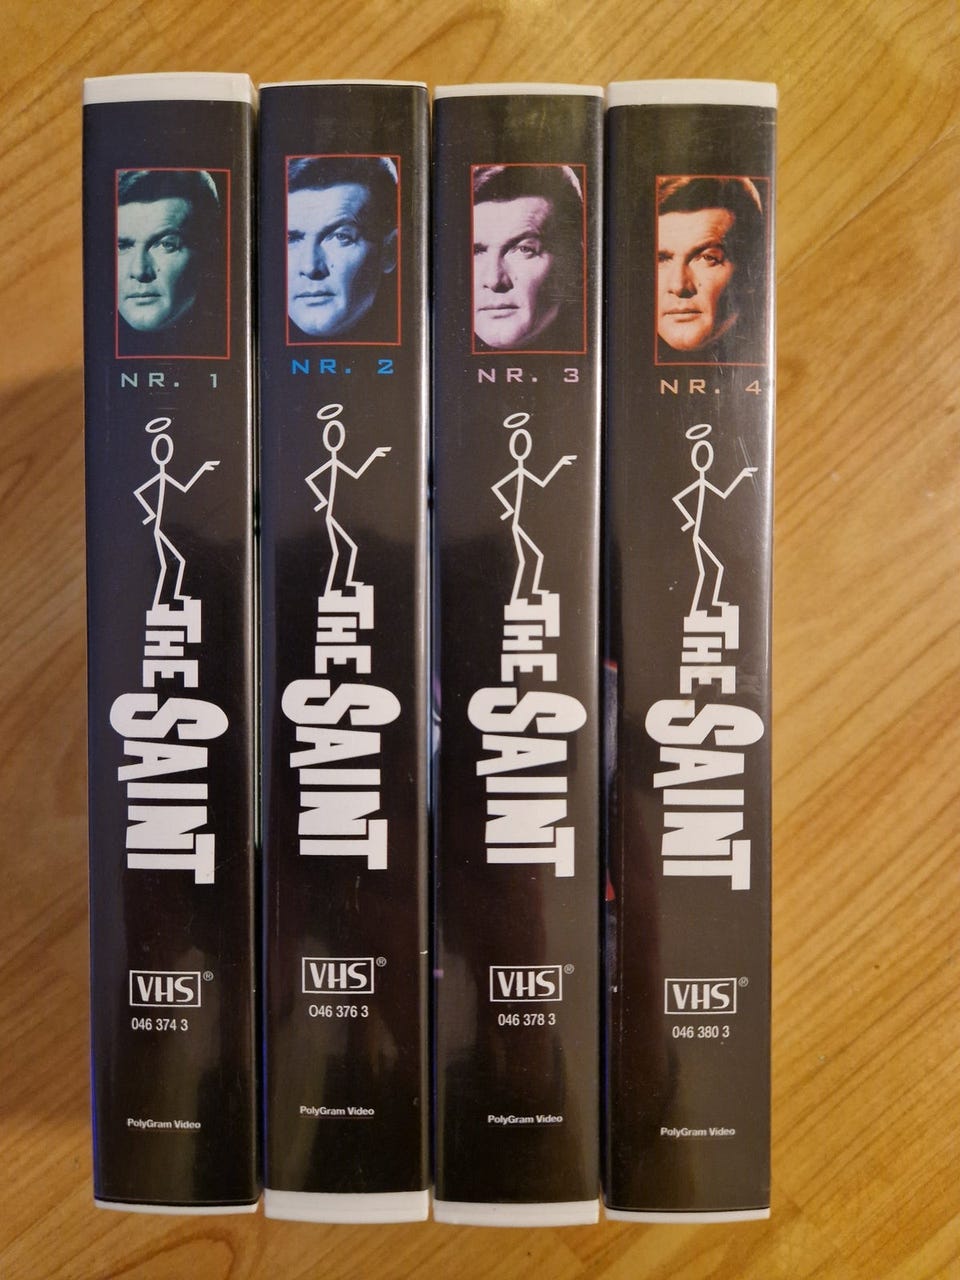 NR. 1
THE SAINT
VHS®
046 374 3
PolyGram Video
NR. 2
THE SAINT
VHS®
046 376 3
PolyGram Video
NR. 3
THE SAINT
VHS®
046 378 3
PolyGram Video
NR. 4
THE SAINT
VHS®
046 380 3
PolyGram Video